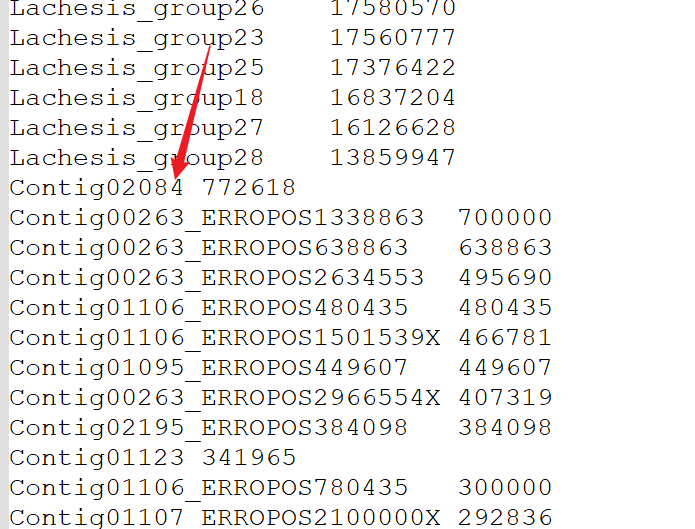 Lachesis_group26 17580570
Lachesis_group23 17560777
Lachesis_group25 17376422
Lachesis_group18 16837204
Lachesis_group27 16126628
Lachesis_group28 13859947
Contig02084 772618
Contig00263_ERROPOS1338863 700000
Contig00263_ERROPOS638863 638863
Contig00263_ERROPOS2634553 495690
Contig01106_ERROPOS480435 480435
Contig01106_ERROPOS1501539X 466781
Contig01095_ERROPOS449607 449607
Contig00263_ERROPOS2966554X 407319
Contig02195_ERROPOS384098 384098
Contig01123 341965
Contig01106_ERROPOS780435 300000
Contig01107_ERROPOS2100000X 292836